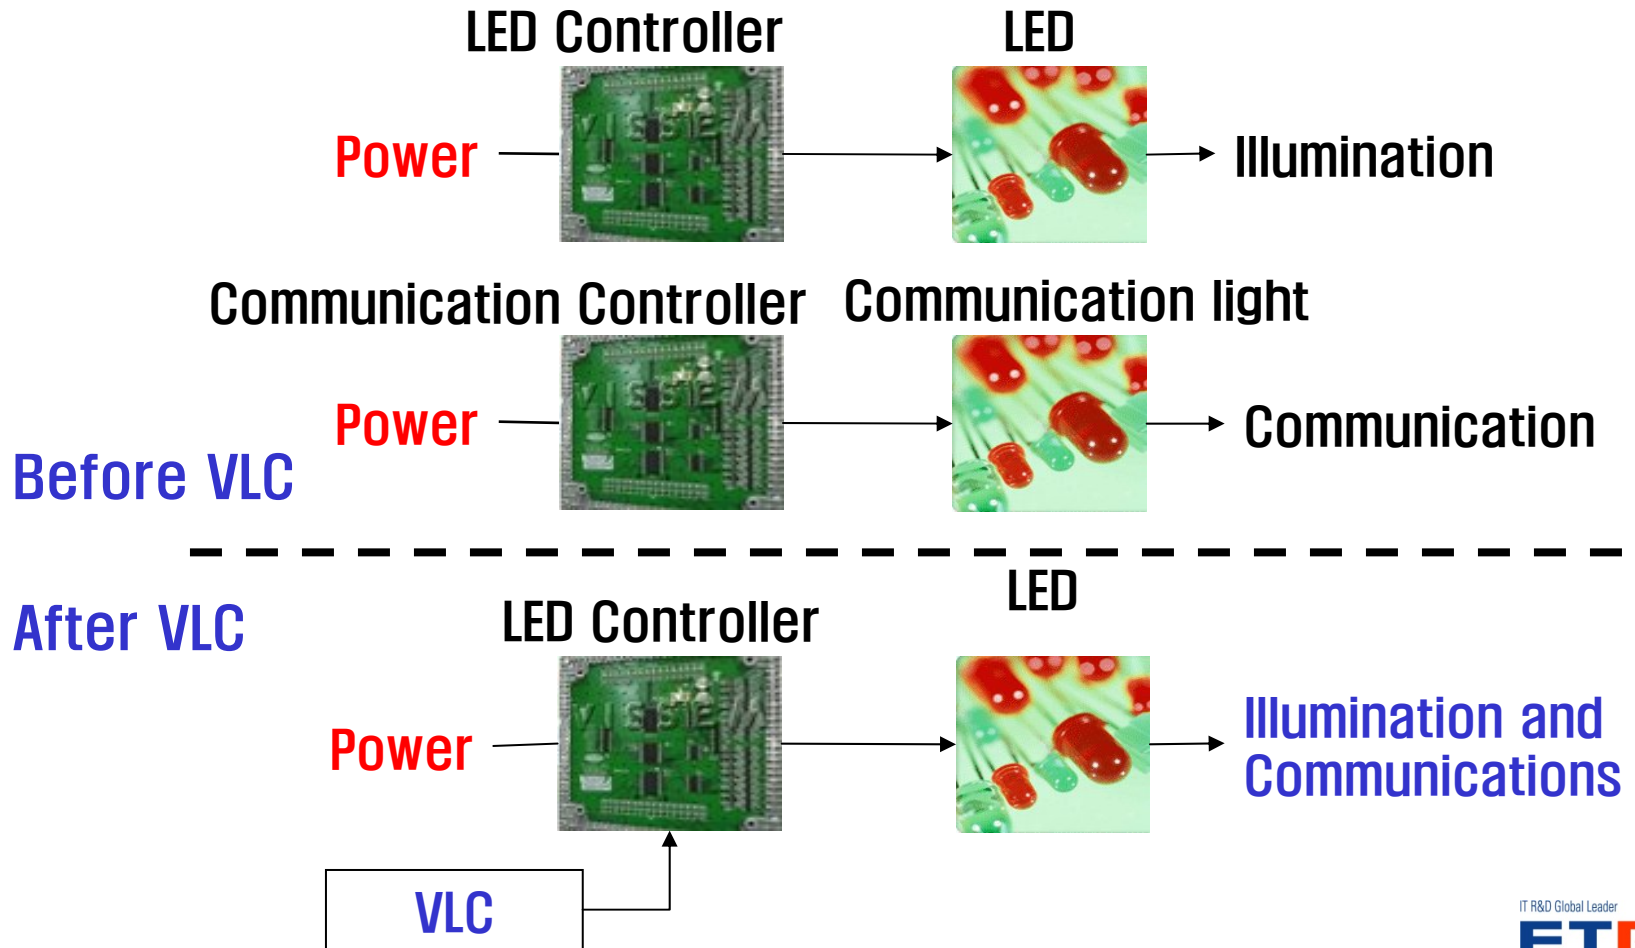 LED Controller
LED
Power
Illumination
Communication Controller
Communication light
Power
Communication
Before VLC
After VLC
LED Controller
LED
Power
Illumination and
Communications
VLC
IT R&D Global Leader